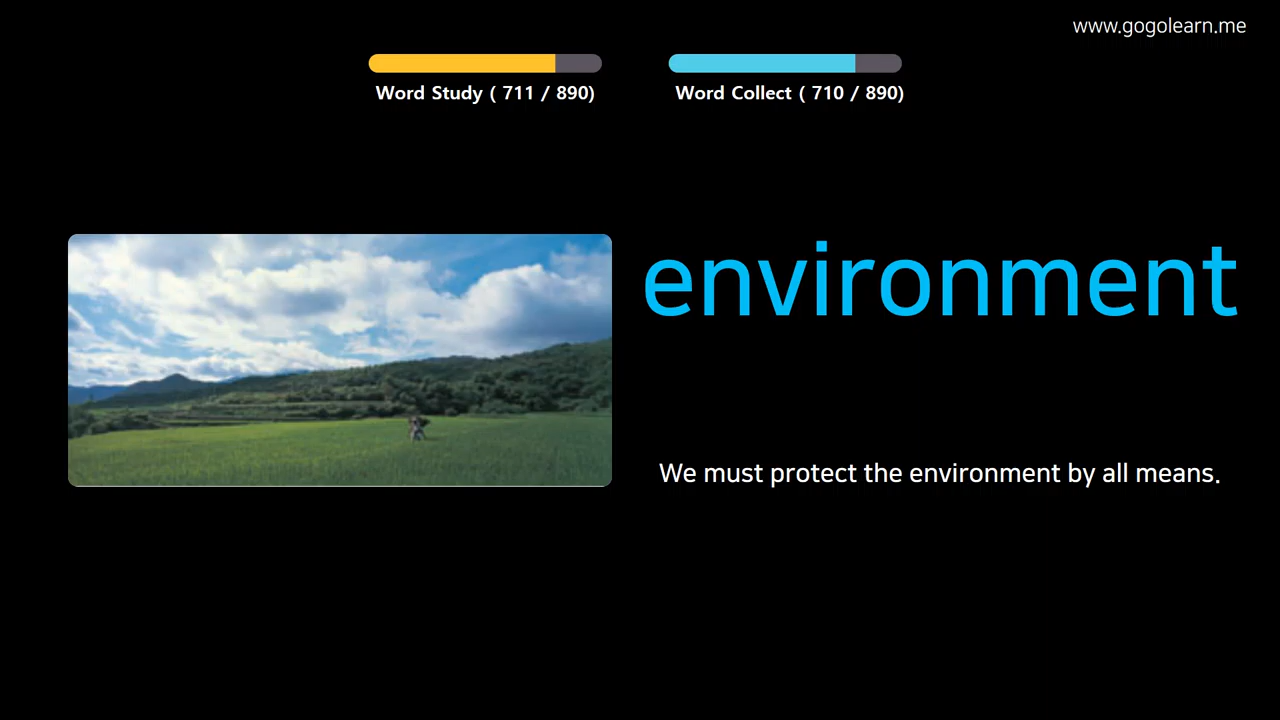 www.gogolearn.me
Word Study ( 711 / 890)
Word Collect ( 710 / 890)
environment
We must protect the environment by all means.